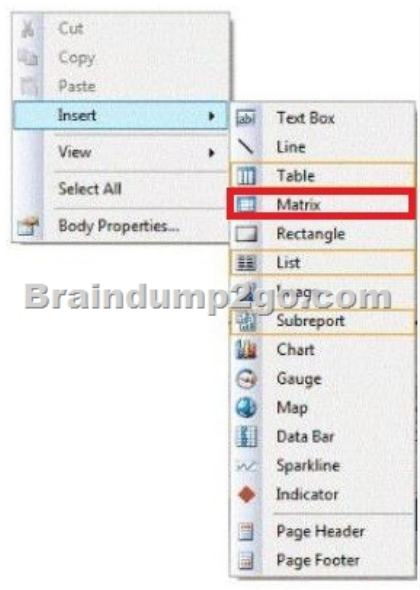 Cut
Copy
Paste
Insert
View
Select All
Body Properties...
Text Box
Line
Table
Matrix
Rectangle
List
Image
Subreport
Chart
Gauge
Map
Data Bar
Sparkline
Indicator
Page Header
Page Footer
Braindump2go.com